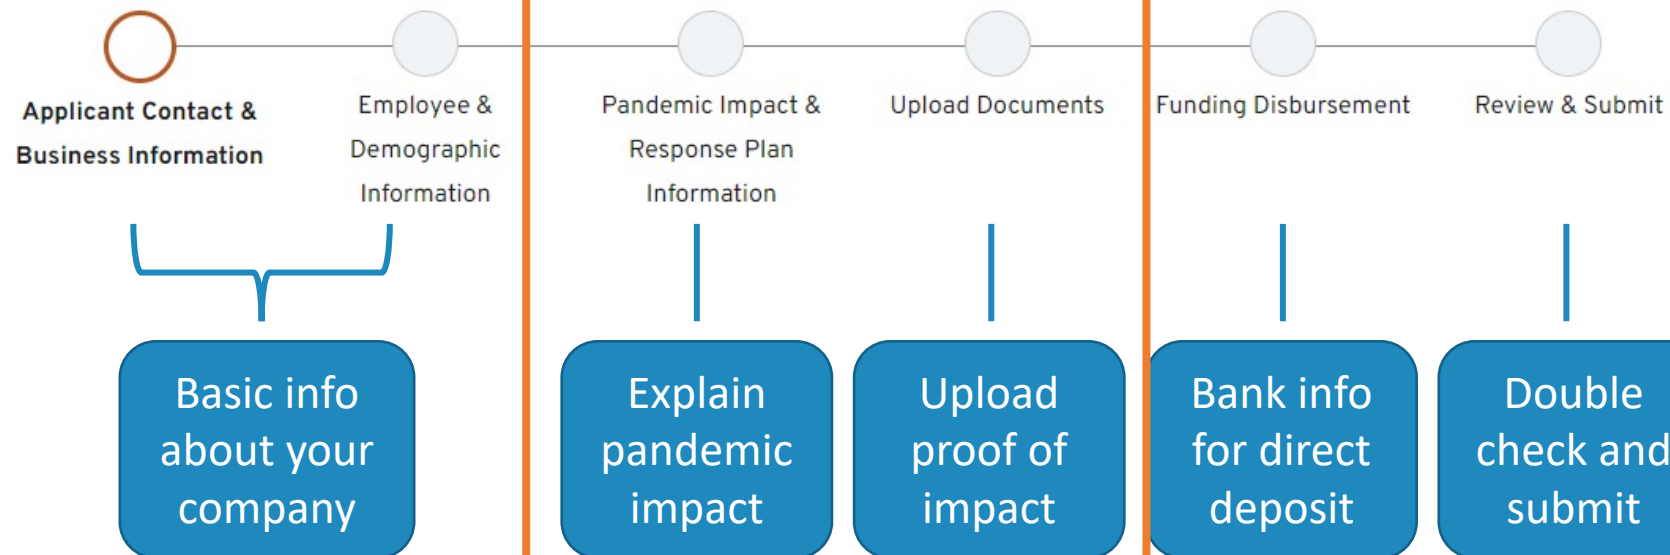 Applicant Contact &
Business Information
Employee &
Demographic
Information
Pandemic Impact &
Response Plan
Information
Upload Documents
Funding Disbursement
Review & Submit
Basic info
about your
company
Explain
pandemic
impact
Upload
proof of
impact
Bank info
for direct
deposit
Double
check and
submit